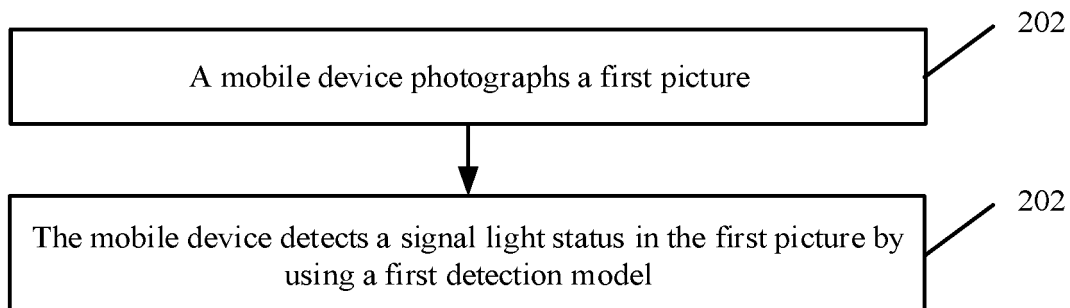 202
A mobile device photographs a first picture
202
The mobile device detects a signal light status in the first picture by
using a first detection model